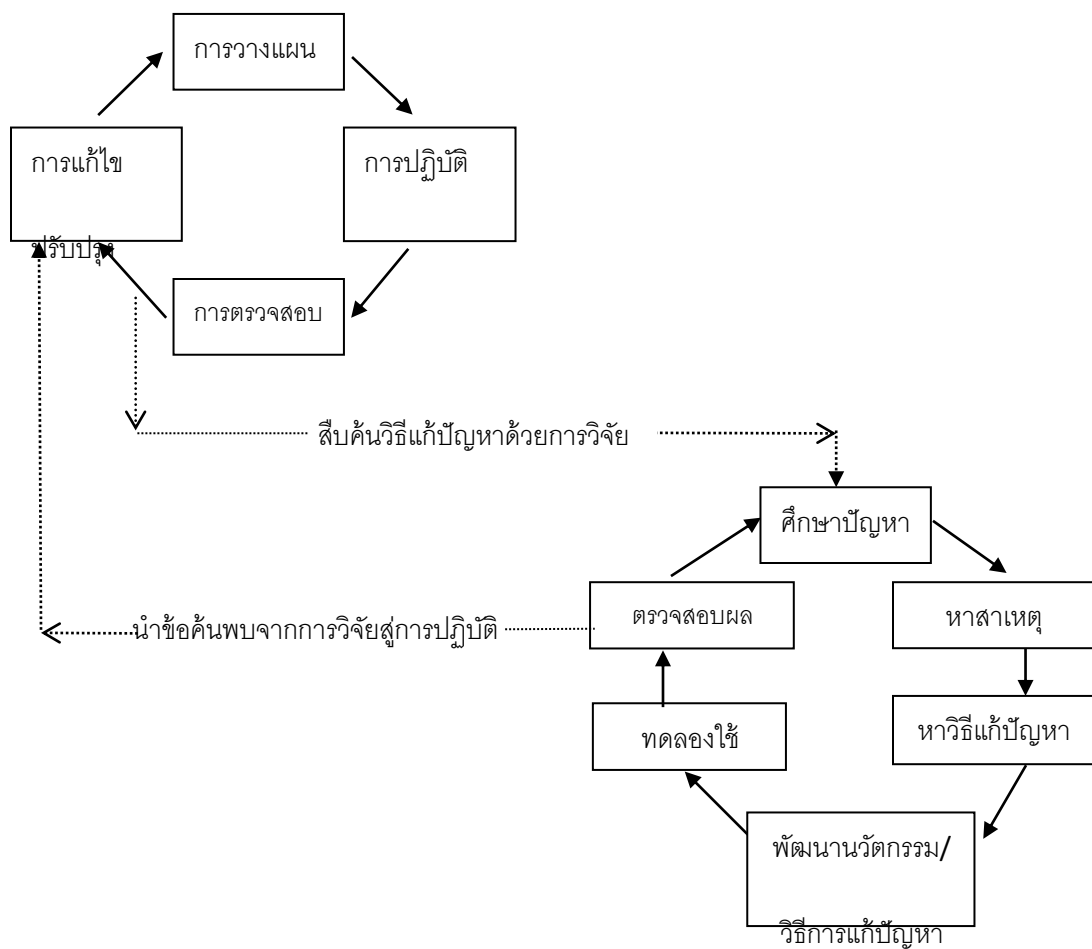 การวางแผน
การแก้ไข
ปรับปรุง
การปฏิบัติ
การตรวจสอบ
สืบค้นวิธีแก้ปัญหาด้วยการวิจัย
ศึกษาปัญหา
ตรวจสอบผล
หาสาเหตุ
นำข้อค้นพบจากการวิจัยสู่การปฏิบัติ
ทดลองใช้
หาวิธีแก้ปัญหา
พัฒนานวัตกรรม/
วิธีการแก้ปัญหา